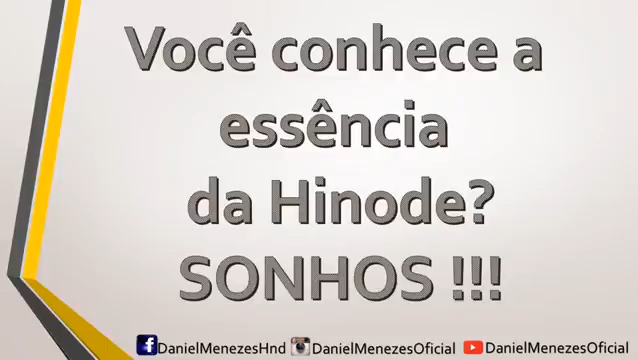 Você conhece a
essência
da Hinode?
SONHOS !!!
DanielMenezesHnd DanielMenezesOficial DanielMenezesOficial